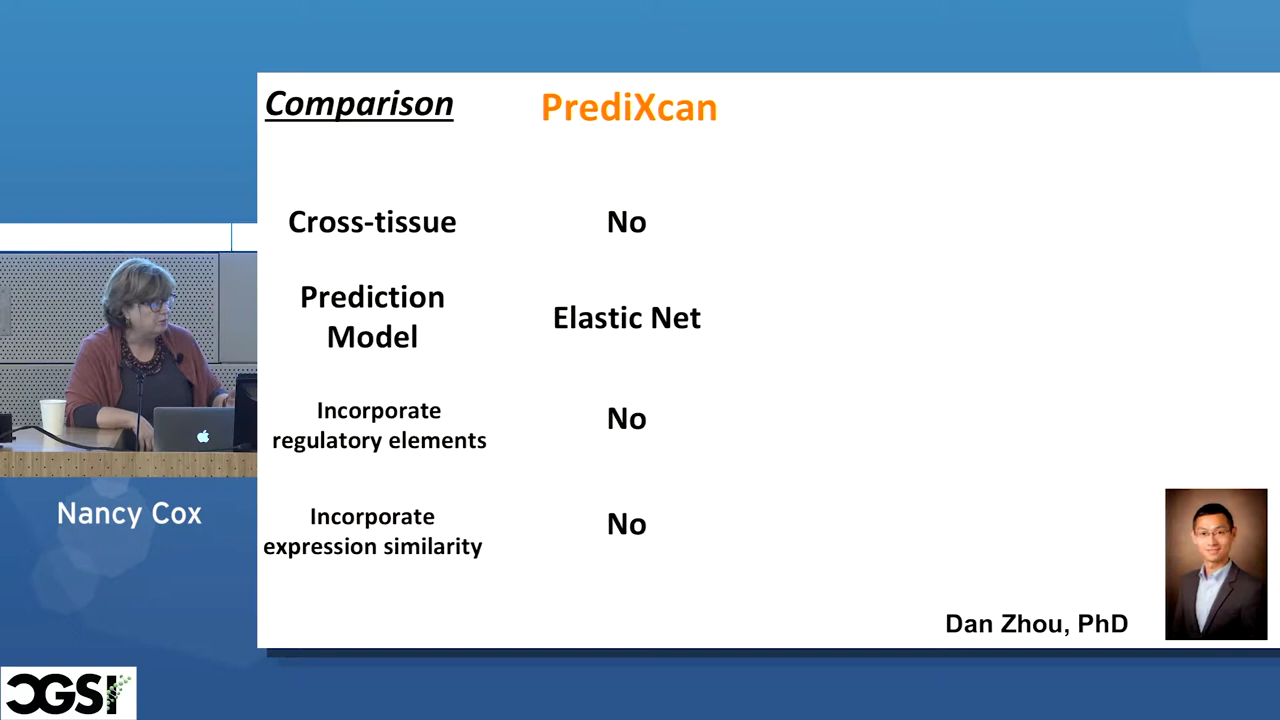 Comparison
PrediXcan
Cross-tissue
No
Prediction
Model
Elastic Net
Incorporate
regulatory elements
No
Incorporate
expression similarity
No
Nancy Cox
Dan Zhou, PhD
CGSI